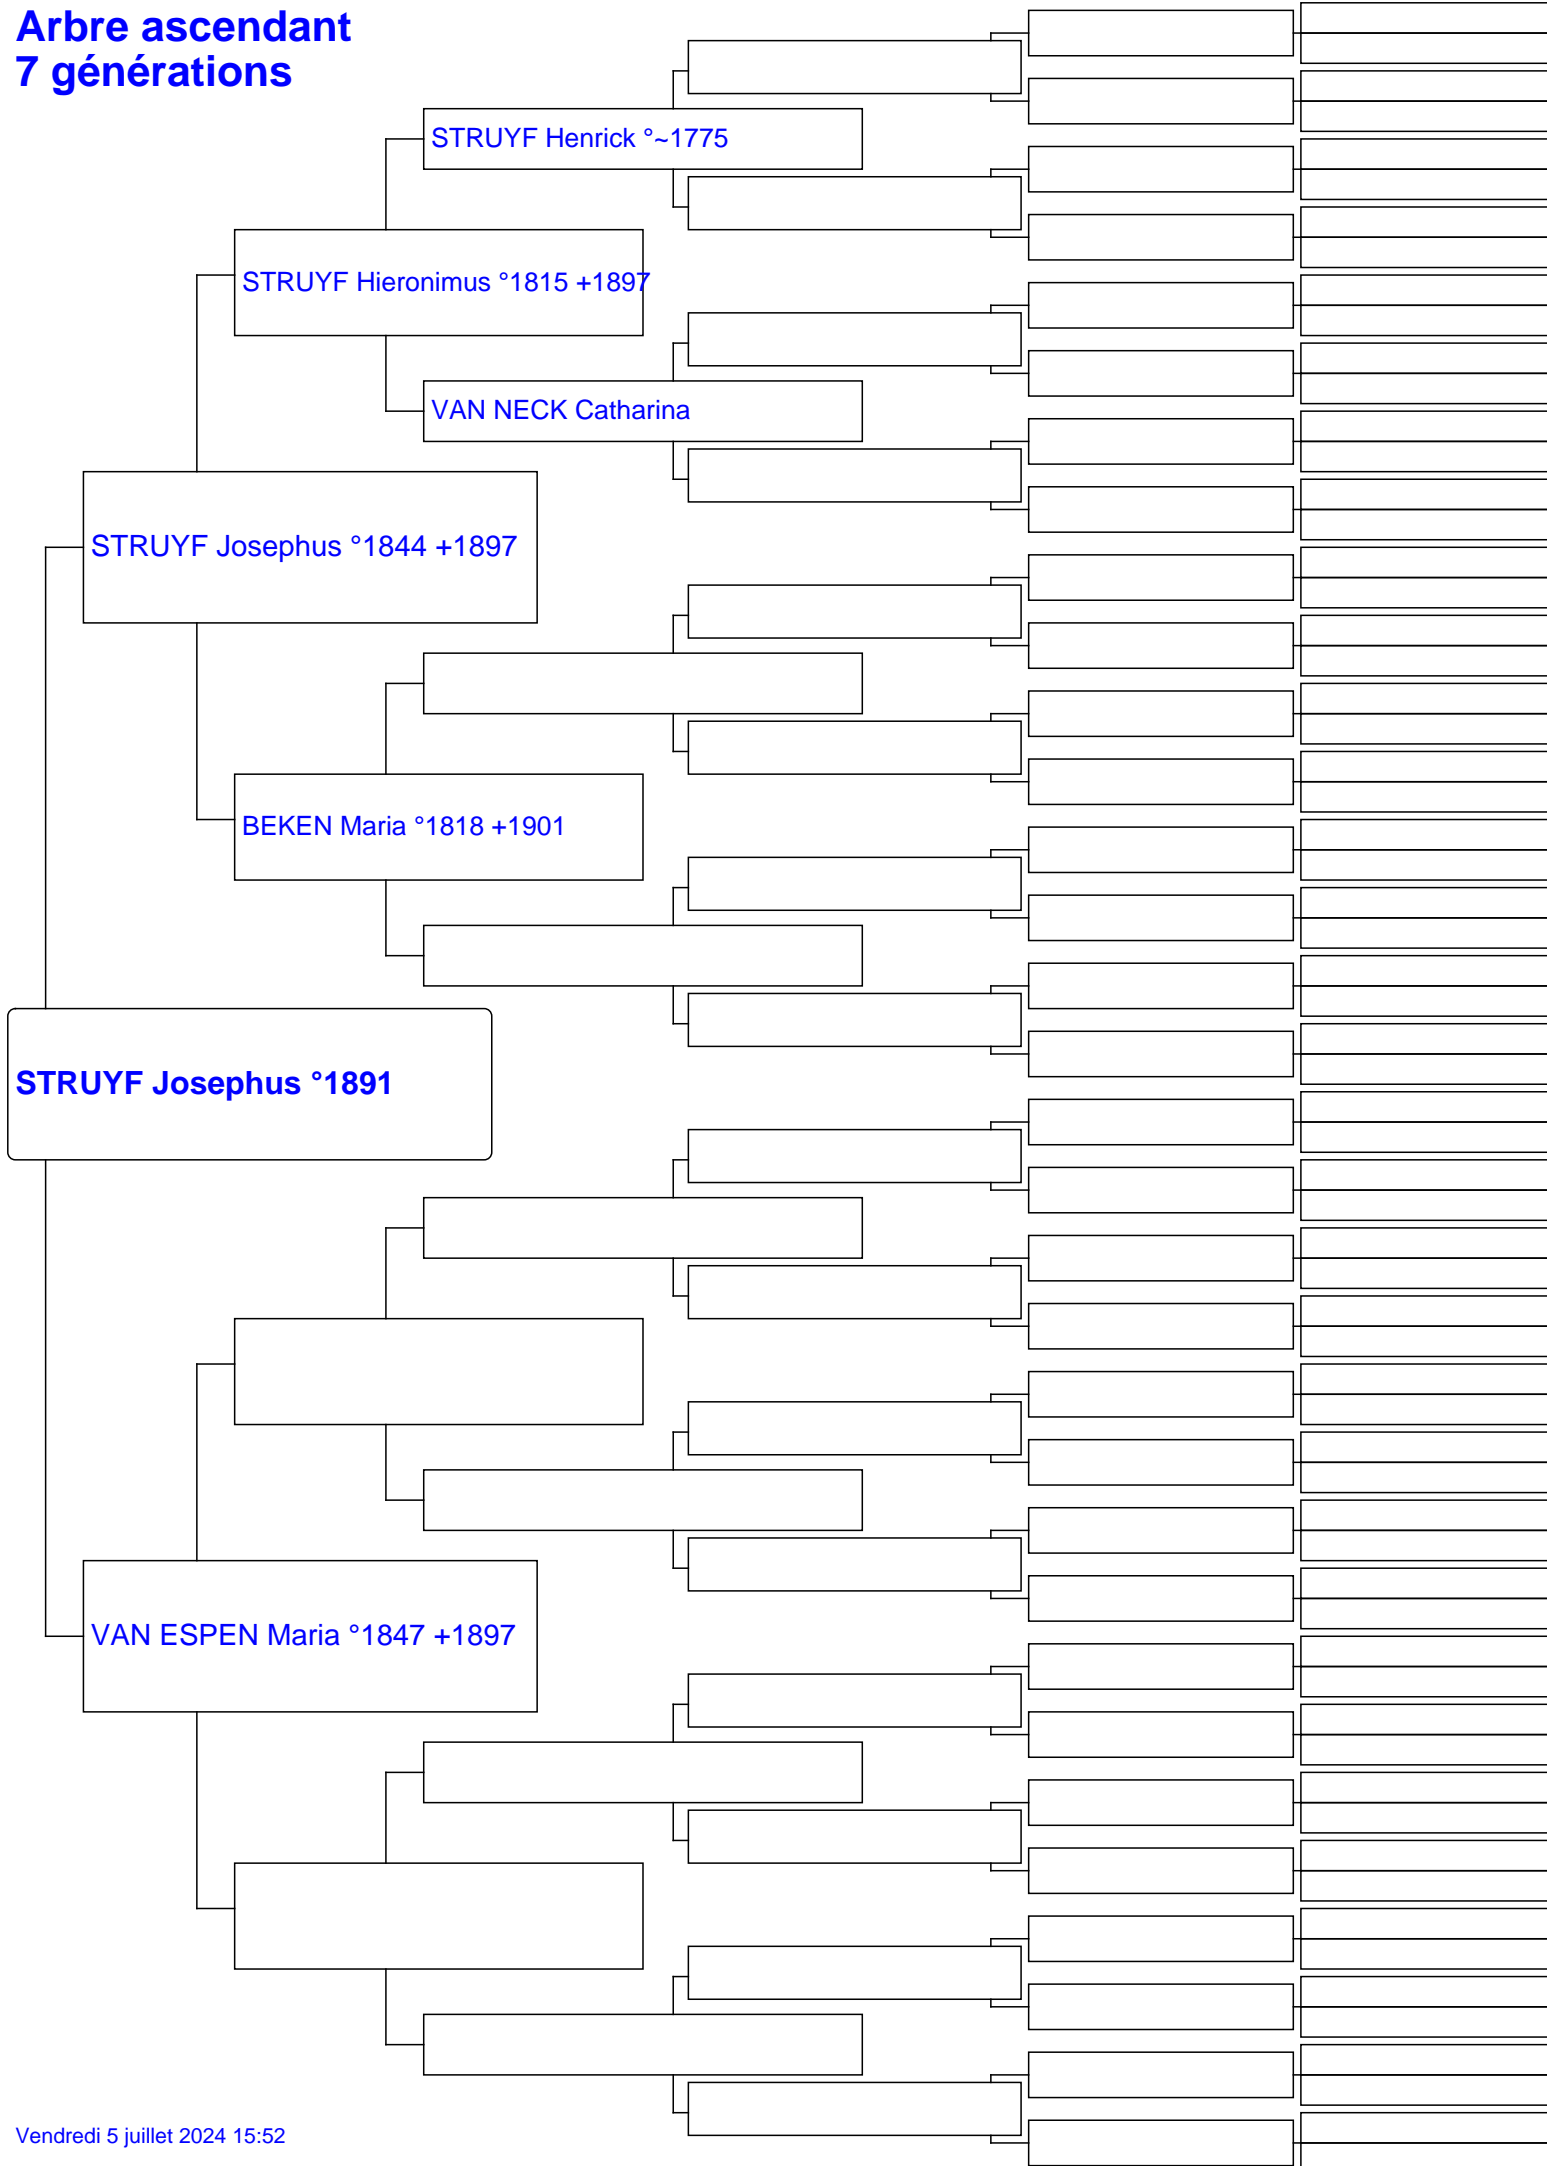 Arbre ascendant
7 générations
STRUYF Henrick °~1775
STRUYF Hieronimus °1815 +1897
VAN NECK Catharina
STRUYF Josephus °1844 +1897
BEKEN Maria °1818 +1901
STRUYF Josephus °1891
VAN ESPEN Maria °1847 +1897
Vendredi 5 juillet 2024 15:52